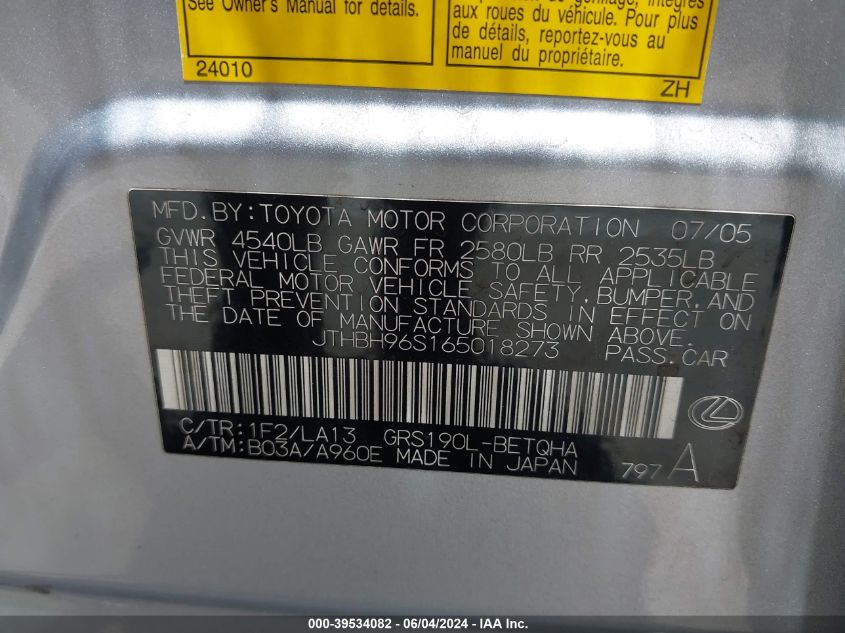 See Owner's Manual for details.
24010
intégrés
aux roues du véhicule. Pour plus
de détails, reportez-vous au
manuel du propriétaire.
ZH
MFD.BY:TOYOTA MOTOR CORPORATION 07/05
GVWR 4540LB GAWR FR 2580LB RR 2535LB
THIS VEHICLE CONFORMS TO ALL APPLICABLE
FEDERAL MOTOR VEHICLE SAFETY,BUMPER,AND
THEFT PREVENTION STANDARDS IN EFFECT ON
THE DATE OF MANUFACTURE SHOWN ABOVE.
JTHBH96S165018273 PASS.CAR
C/TR:1F2/LA13 GRS190L-BETQHA
A/TM:B03A/A960E MADE IN JAPAN
797 A
000-39534082 - 06/04/2024 - IAA Inc.